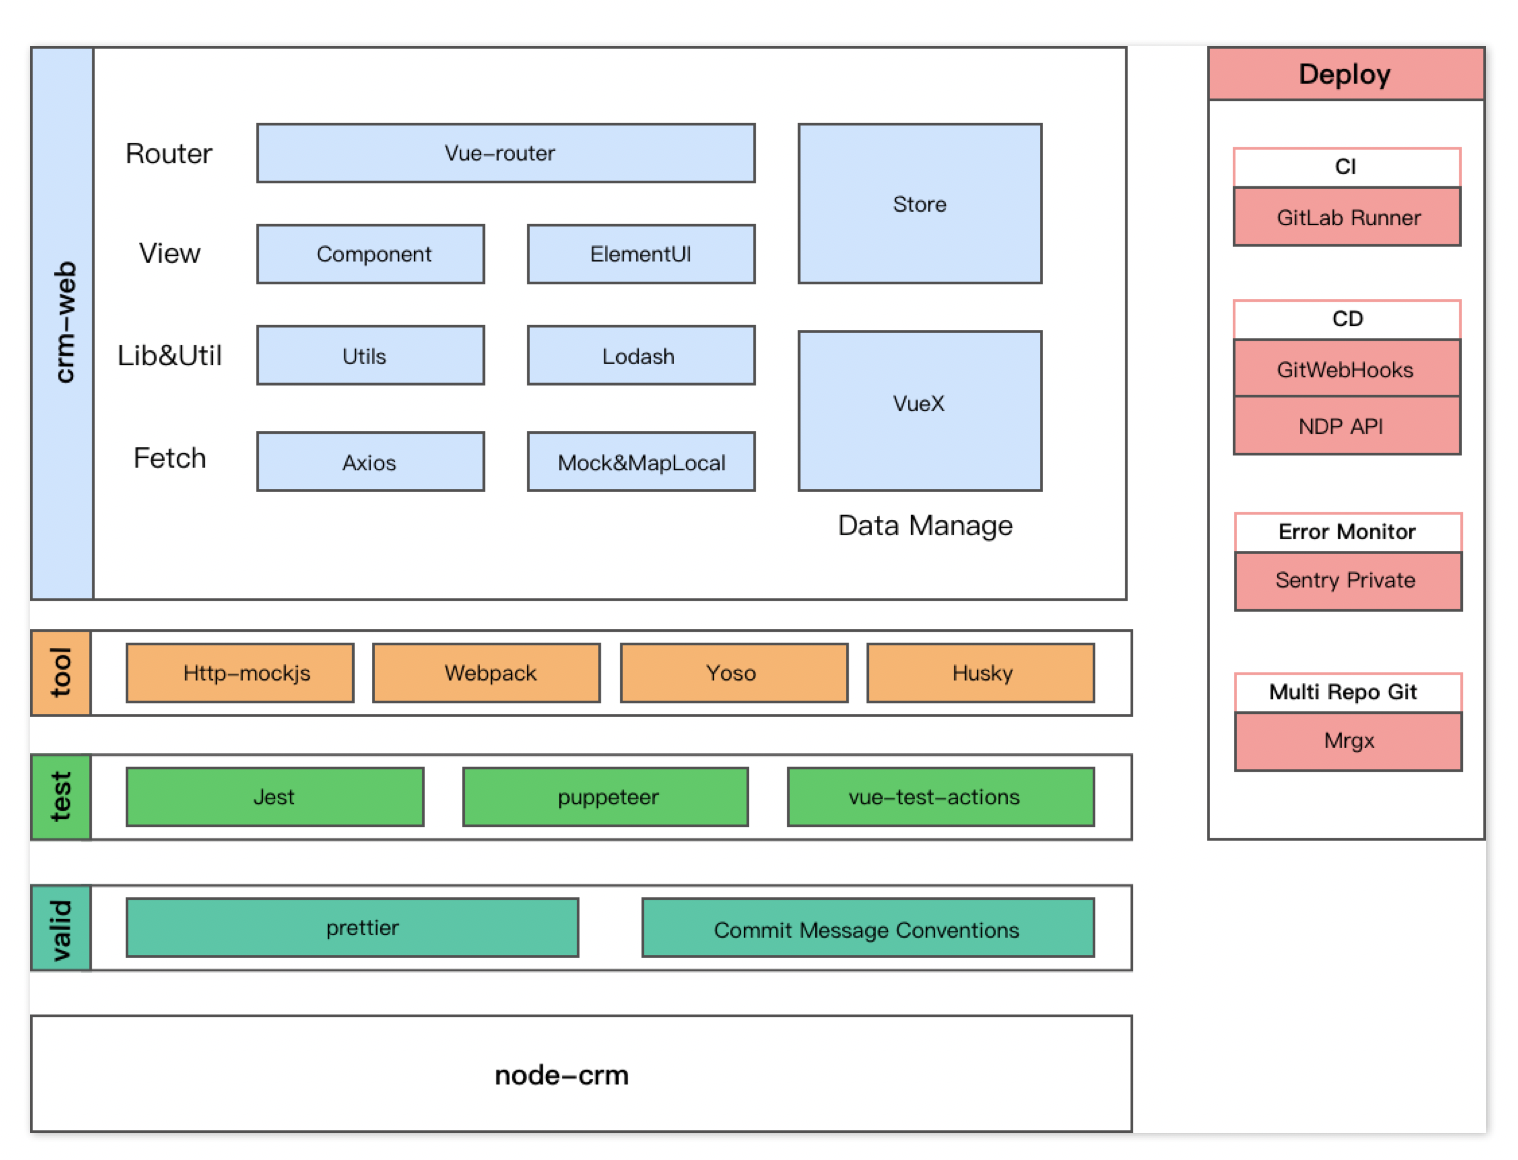 crm-web
Router
Vue-router
Store
View
Component
ElementUI
Lib&Util
Utils
Lodash
VueX
Fetch
Axios
Mock&MapLocal
Data Manage
tool
Http-mockjs
Webpack
Yoso
Husky
test
Jest
puppeteer
vue-test-actions
valid
prettier
Commit Message Conventions
node-crm
Deploy
CI
GitLab Runner
CD
GitWebHooks
NDP API
Error Monitor
Sentry Private
Multi Repo Git
Mrgx